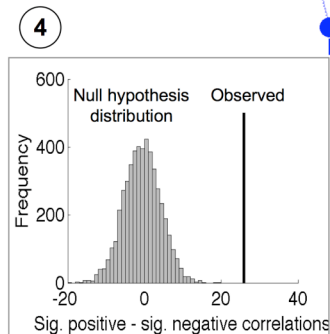 4
600
Null hypothesis Observed
distribution
400
Frequency
200
0
-20 0 20 40
Sig. positive - sig. negative correlations